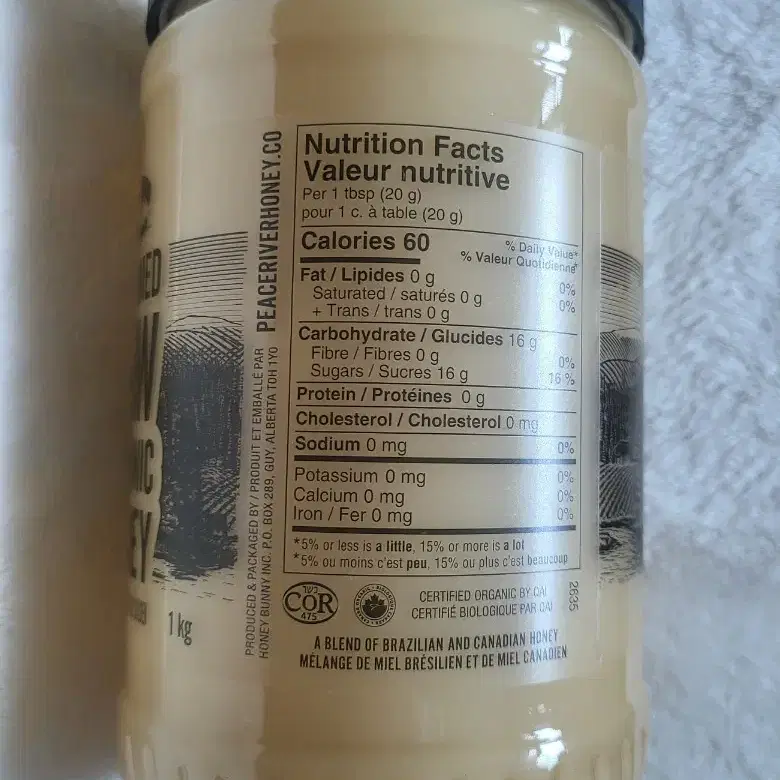 Nutrition Facts
Valeur nutritive
Per 1 tbsp (20 g)
pour 1 c. à table (20 g)
Calories 60
% Daily Value*
% Valeur Quotidienne*
Fat / Lipides 0 g 0%
Saturated / saturés 0 g 0%
+ Trans / trans 0 g
Carbohydrate / Glucides 16 g
Fibre / Fibres 0 g 0%
Sugars / Sucres 16 g 16 %
Protein / Protéines 0 g
Cholesterol / Cholesterol 0 mg
Sodium 0 mg 0%
Potassium 0 mg 0%
Calcium 0 mg 0%
Iron / Fer 0 mg 0%
*5% or less is a little, 15% or more is a lot
*5% ou moins c'est peu, 15% ou plus c'est beaucoup
COR
475
CERTIFIED ORGANIC BY QAI
CERTIFIÉ BIOLOGIQUE PAR QAI
2635
A BLEND OF BRAZILIAN AND CANADIAN HONEY
MÉLANGE DE MIEL BRÉSILIEN ET DE MIEL CANADIEN
PEACERIVERHONEY.CO
PRODUCED & PACKAGED BY / PRODUIT ET EMBALLÉ PAR
HONEY BUNNY INC. P.O. BOX 289, GUY, ALBERTA T0H 1Y0
1 kg